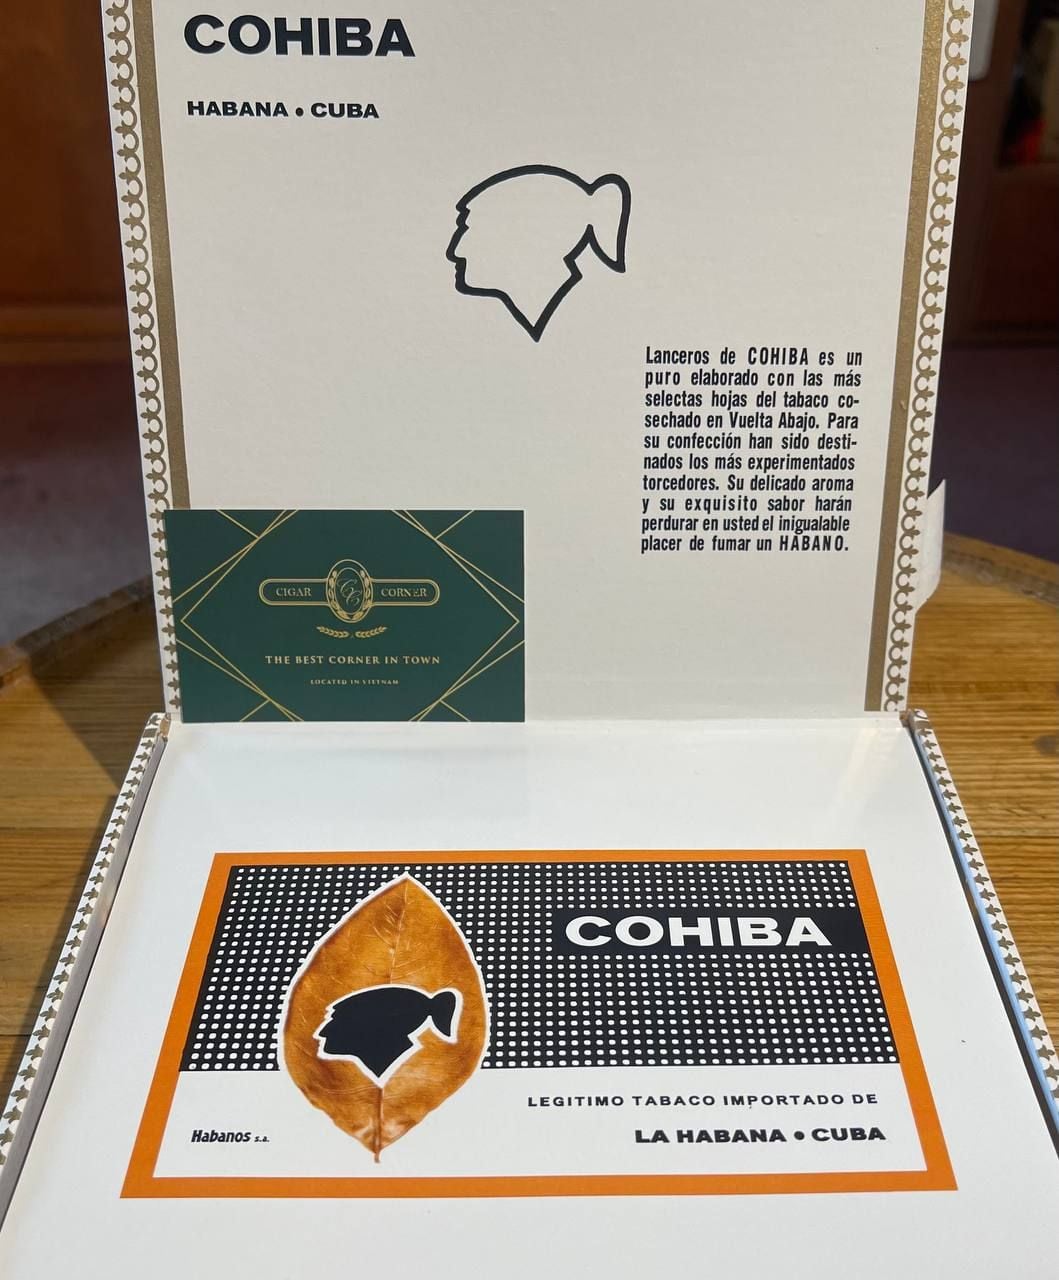 COHIBA
HABANA • CUBA
Lanceros de COHIBA es un
puro elaborado con las más
selectas hojas del tabaco co-
sechado en Vuelta Abajo. Para
su confección han sido desti-
nados los más experimentados
torcedores. Su delicado aroma
y su exquisito sabor harán
perdurar en usted el inigualable
placer de fumar un HABANO.
CIGAR CC CORNER
THE BEST CORNER IN TOWN
LOCATED IN VIETNAM
COHIBA
LEGITIMO TABACO IMPORTADO DE
LA HABANA • CUBA
Habanos s.a.